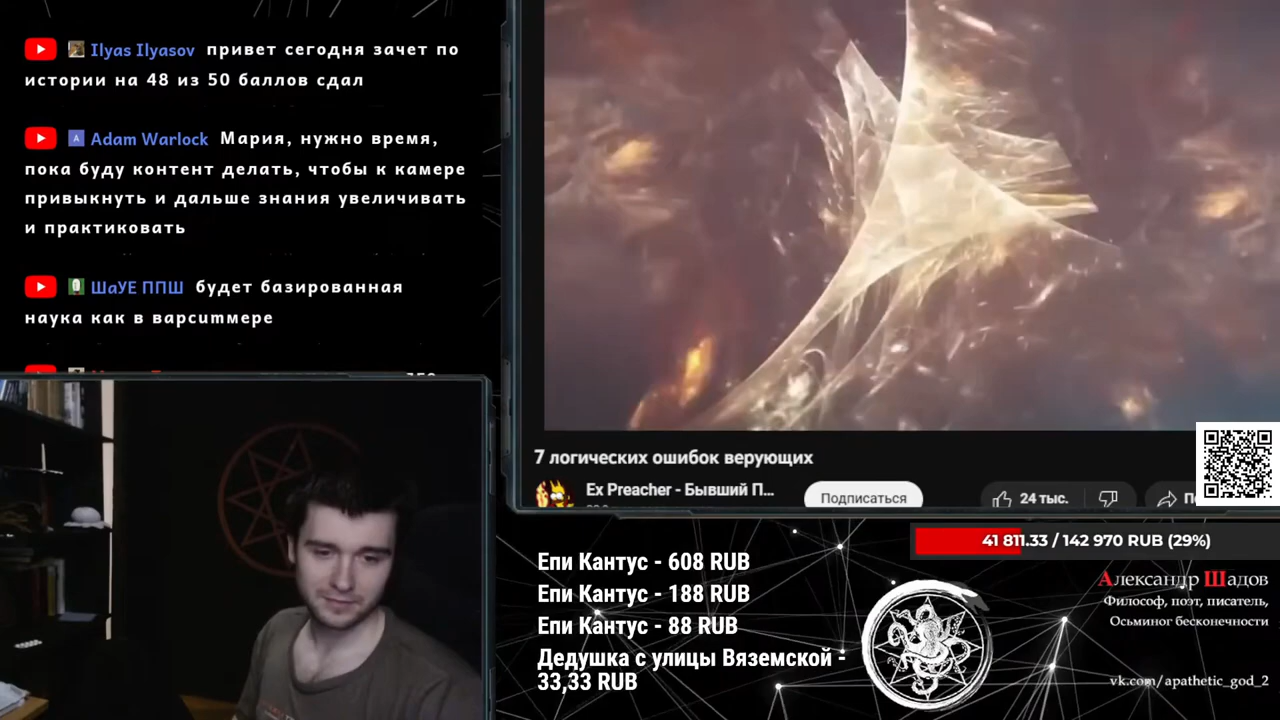 Ilyas Ilyasov привет сегодня зачет по
истории на 48 из 50 баллов сдал
A Adam Warlock Мария, нужно время,
пока буду контент делать, чтобы к камере
привыкнуть и дальше знания увеличивать
и практиковать
ШаУЕ ППШ будет базированная
наука как в варситтмере
7 логических ошибок верующих
Ex Preacher - Бывший П...
Подписаться
24 тыс.
41 811.33 / 142 970 RUB (29%)
Епи Кантус - 608 RUB
Епи Кантус - 188 RUB
Епи Кантус - 88 RUB
Дедушка с улицы Вяземской -
33,33 RUB
Александр Шадов
Философ, поэт, писатель,
Осьминог бесконечности
vk.com/apathetic_god_2